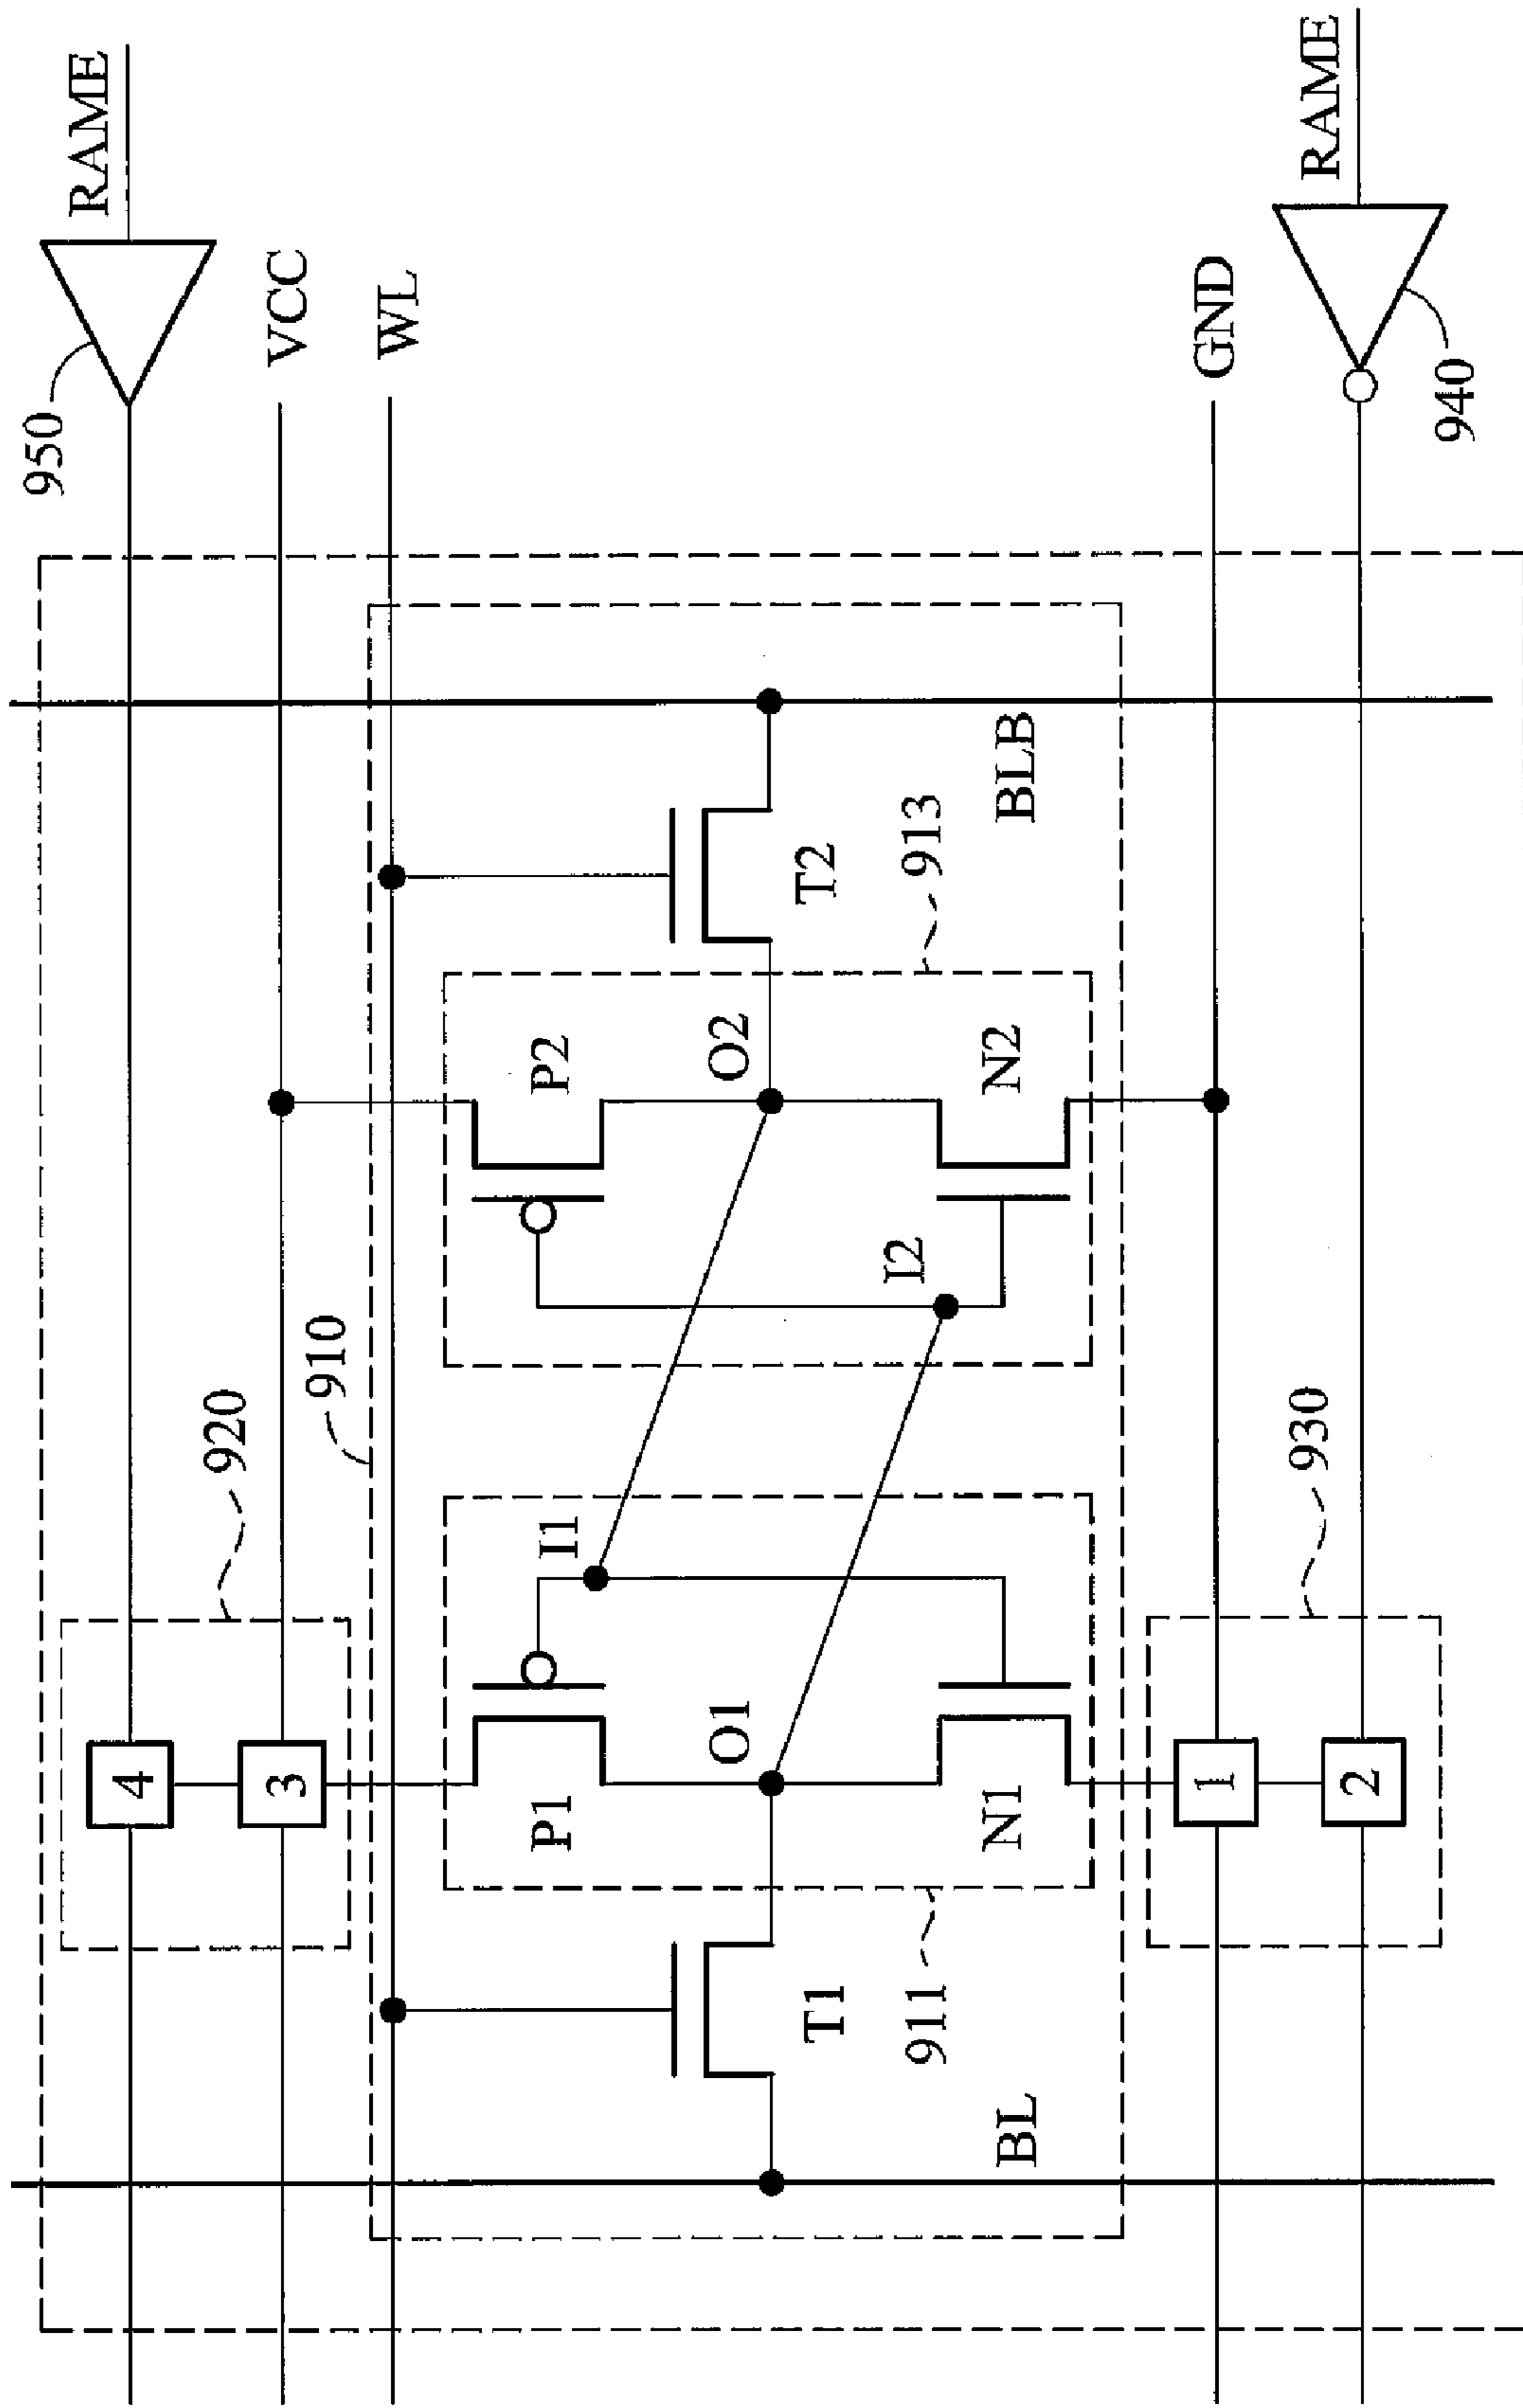 RAME
950
VCC
WL
GND
RAME
940
BLB
T2
913
P2
O2
N2
I2
910
920
930
I1
O1
P1
N1
4
3
1
2
T1
911
BL